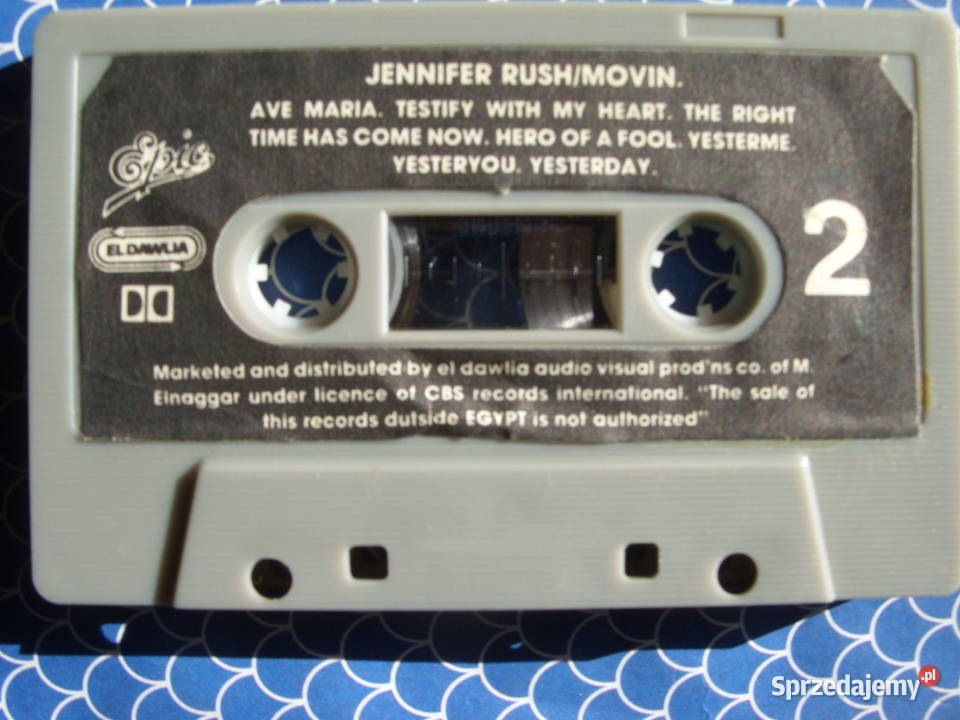 JENNIFER RUSH/MOVIN.
AVE MARIA. TESTIFY WITH MY HEART. THE RIGHT
TIME HAS COME NOW. HERO OF A FOOL. YESTERME.
YESTERYOU. YESTERDAY.
Epic
EL DAWLIA
2
Marketed and distributed by el dawlia audio visual prod'ns co. of M.
Elnaggar under licence of CBS records international. "The sale of
this records dutside EGYPT is not authorized"
Sprzedajemy.pl